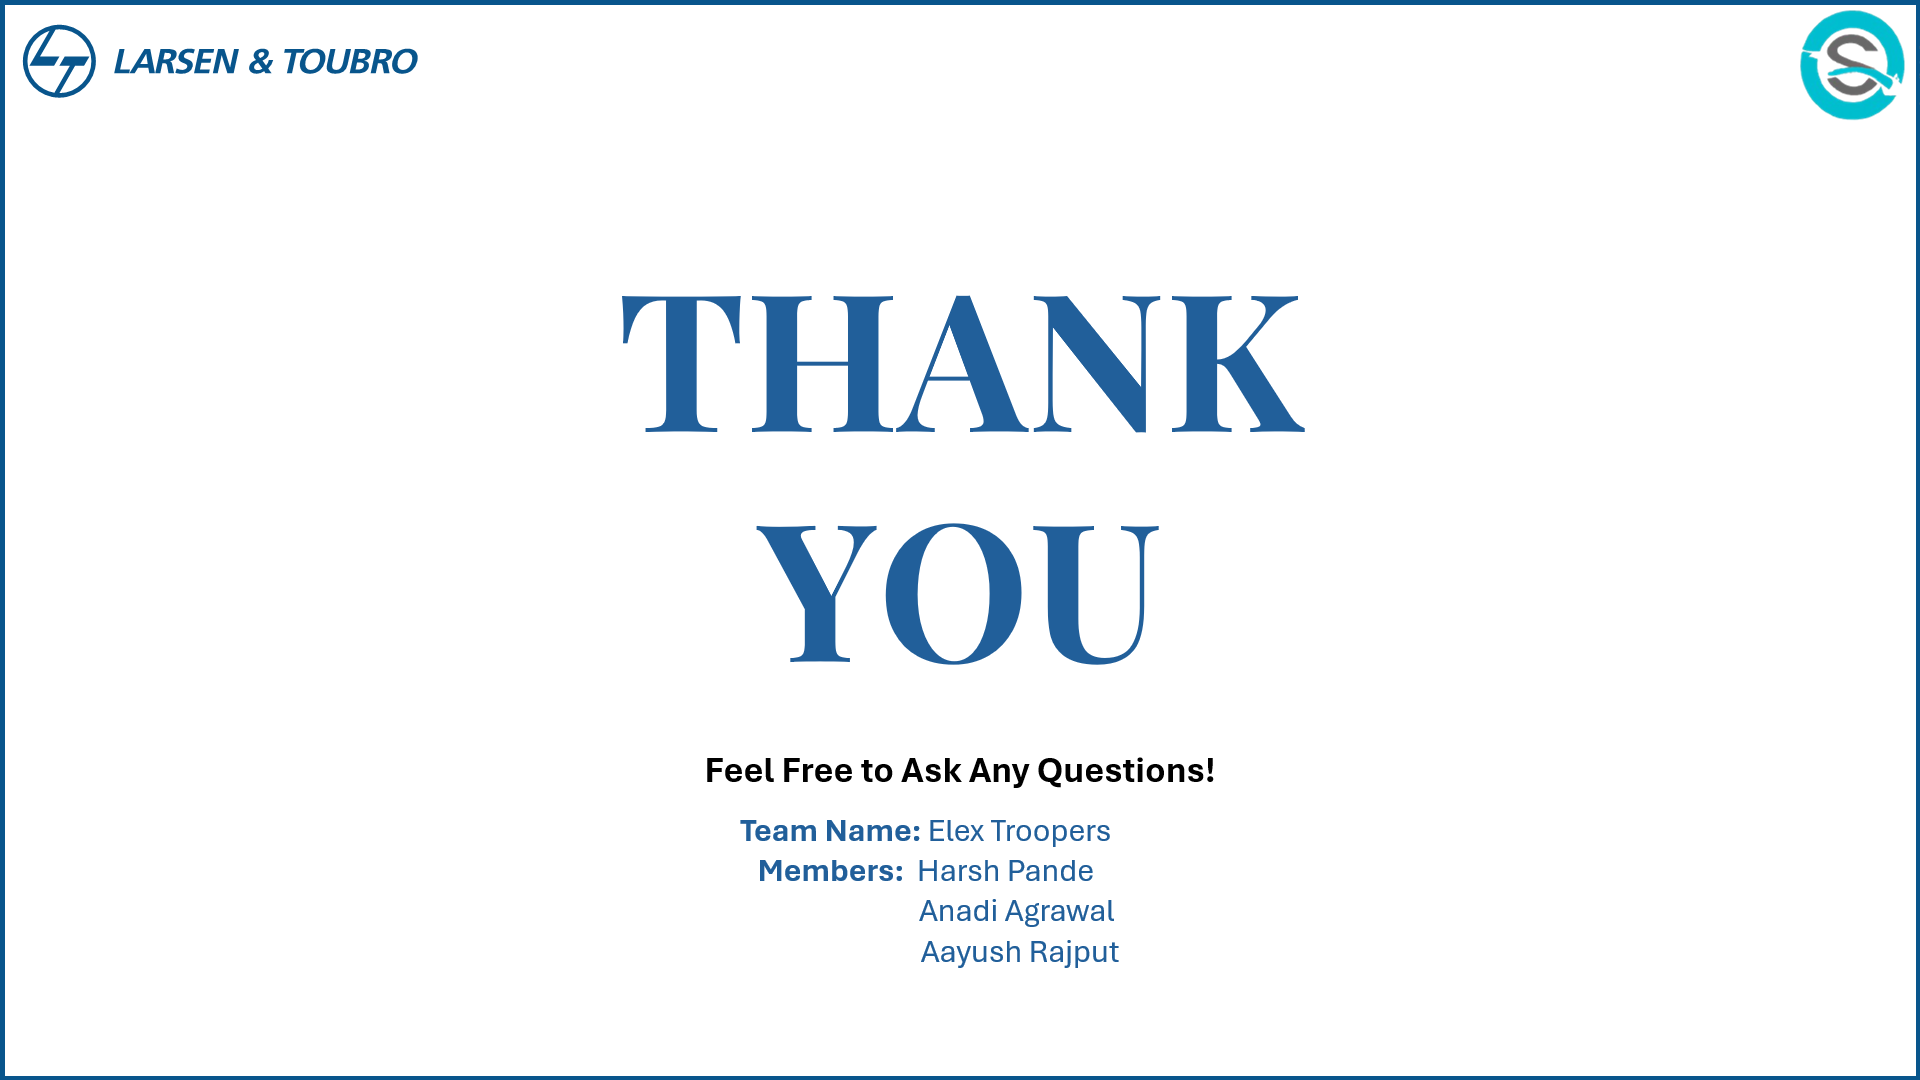 LARSEN & TOUBRO
THANK
YOU
Feel Free to Ask Any Questions!
Team Name: Elex Troopers
Members: Harsh Pande
Anadi Agrawal
Aayush Rajput